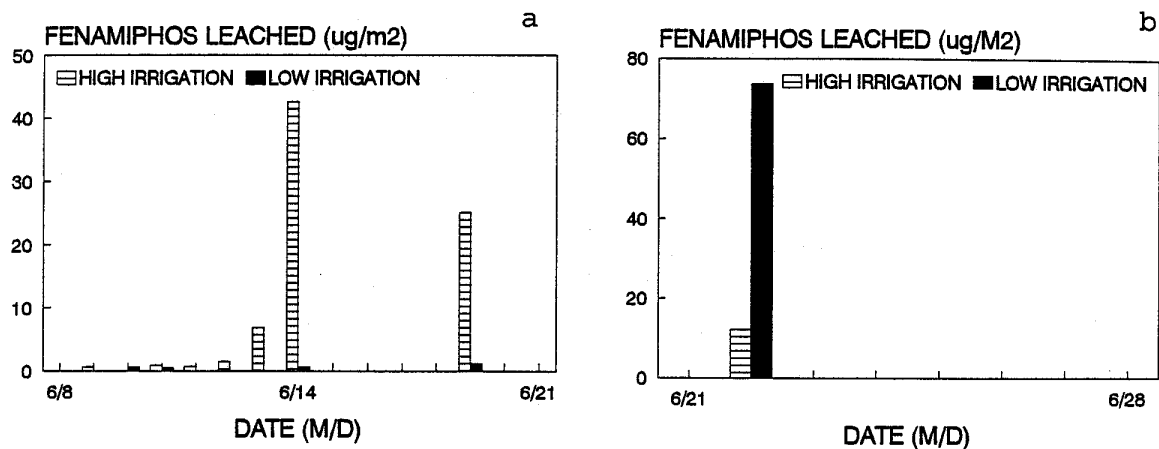 a
FENAMIPHOS LEACHED (ug/m2)
50
HIGH IRRIGATION LOW IRRIGATION
40
30
20
10
0
6/8 6/14 6/21
DATE (M/D)
b
FENAMIPHOS LEACHED (ug/M2)
80
HIGH IRRIGATION LOW IRRIGATION
60
40
20
0
6/21 6/28
DATE (M/D)